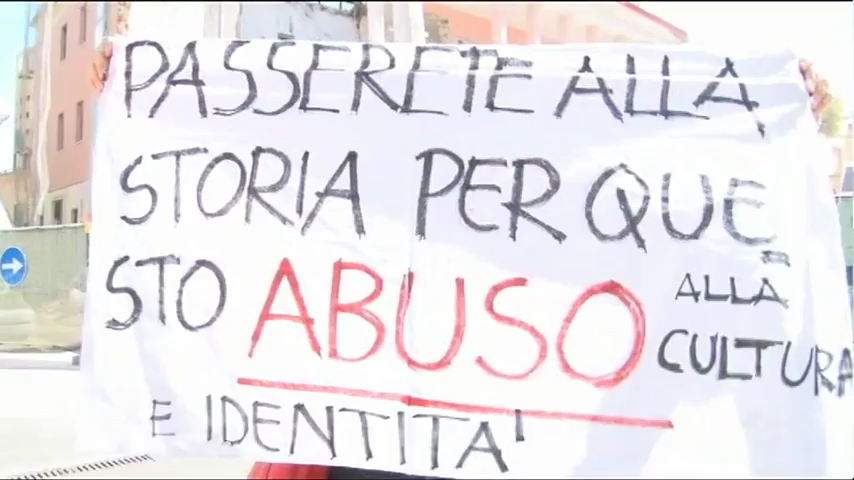 PASSERETE ALLA
STORIA PER QUE=
STO ABUSO ALLA
CULTURA
E IDENTITA'